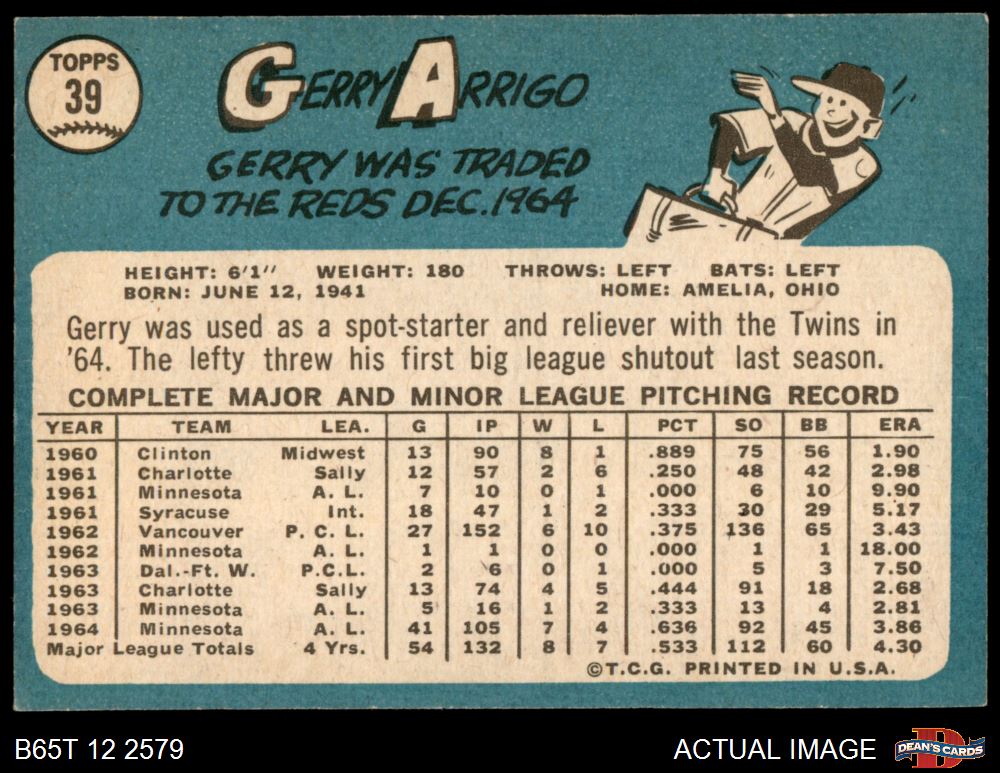 TOPPS
39
GERRY ARRIGO
GERRY WAS TRADED
TO THE REDS DEC. 1964
HEIGHT: 6'1" WEIGHT: 180 THROWS: LEFT BATS: LEFT
BORN: JUNE 12, 1941 HOME: AMELIA, OHIO
Gerry was used as a spot-starter and reliever with the Twins in
'64. The lefty threw his first big league shutout last season.
COMPLETE MAJOR AND MINOR LEAGUE PITCHING RECORD
YEAR TEAM LEA. G IP W L PCT SO BB ERA
1960 Clinton Midwest 13 90 8 1 .889 75 56 1.90
1961 Charlotte Sally 12 57 2 6 .250 48 42 2.98
1961 Minnesota A. L. 7 10 0 1 .000 6 10 9.90
1961 Syracuse Int. 18 47 1 2 .333 30 29 5.17
1962 Vancouver P. C. L. 27 152 6 10 .375 136 65 3.43
1962 Minnesota A. L. 1 1 0 0 .000 1 1 18.00
1963 Dal.-Ft. W. P.C.L. 2 6 0 1 .000 5 3 7.50
1963 Charlotte Sally 13 74 4 5 .444 91 18 2.68
1963 Minnesota A. L. 5 16 1 2 .333 13 4 2.81
1964 Minnesota A. L. 41 105 7 4 .636 92 45 3.86
Major League Totals 4 Yrs. 54 132 8 7 .533 112 60 4.30
©T.C.G. PRINTED IN U.S.A.
B65T 12 2579 ACTUAL IMAGE DEAN'S CARDS